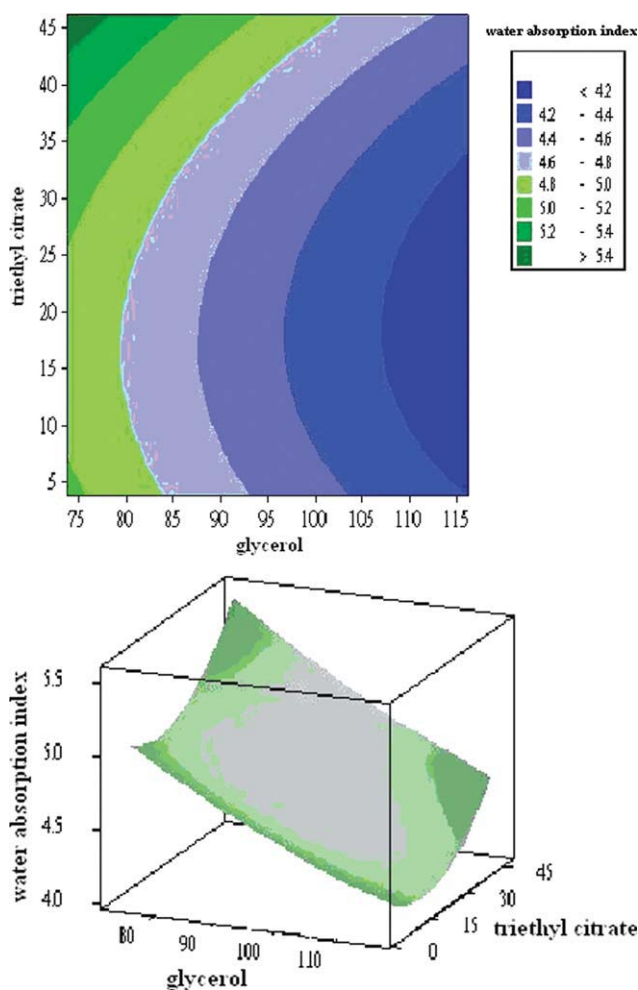 water absorption index
< 4.2
4.2 - 4.4
4.4 - 4.6
4.6 - 4.8
4.8 - 5.0
5.0 - 5.2
5.2 - 5.4
> 5.4
triethyl citrate
45
40
35
30
25
20
15
10
5
75 80 85 90 95 100 105 110 115
glycerol
water absorption index
5.5
5.0
4.5
4.0
80 90 100 110
glycerol
0 15 30 45
triethyl citrate